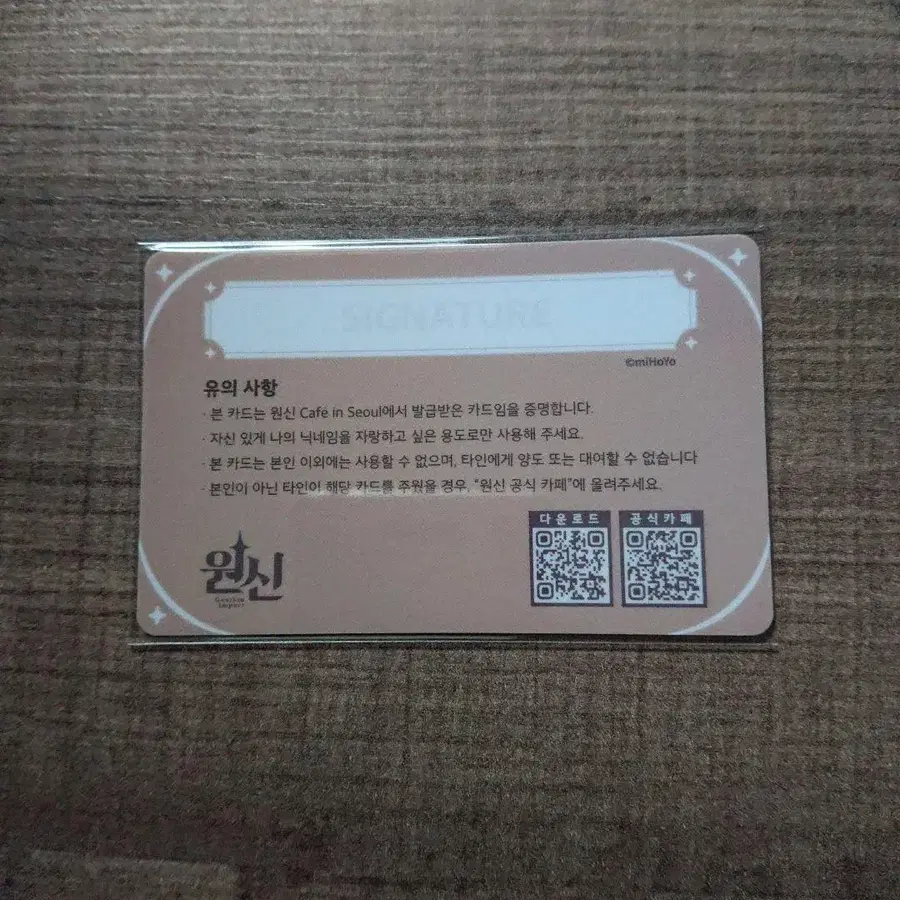 SIGNATURE
©miHoYo
유의 사항
· 본 카드는 원신 Café in Seoul에서 발급받은 카드임을 증명합니다.
· 자신 있게 나의 닉네임을 자랑하고 싶은 용도로만 사용해 주세요.
· 본 카드는 본인 이외에는 사용할 수 없으며, 타인에게 양도 또는 대여할 수 없습니다
· 본인이 아닌 타인이 해당 카드를 주웠을 경우, "원신 공식 카페"에 올려주세요.
다운로드 공식카페
원신
Genshin
Impact